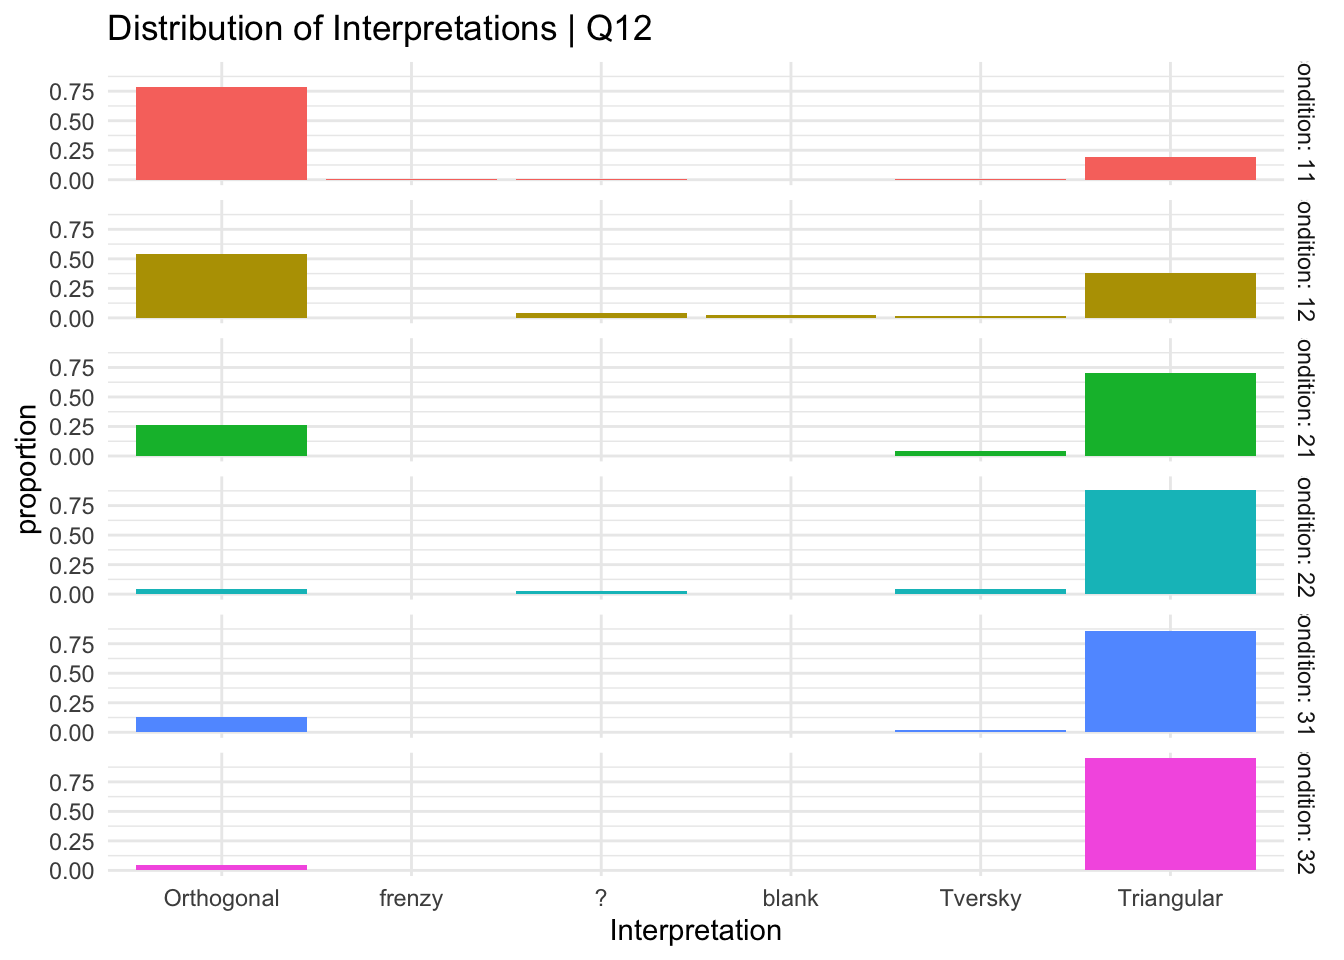 Distribution of Interpretations | Q12
0.75
0.50
0.25
0.00
ondition: 11
0.75
0.50
0.25
0.00
ondition: 12
0.75
0.50
0.25
0.00
ondition: 21
0.75
0.50
0.25
0.00
ondition: 22
0.75
0.50
0.25
0.00
ondition: 31
0.75
0.50
0.25
0.00
ondition: 32
proportion
Orthogonal frenzy ? blank Tversky Triangular
Interpretation